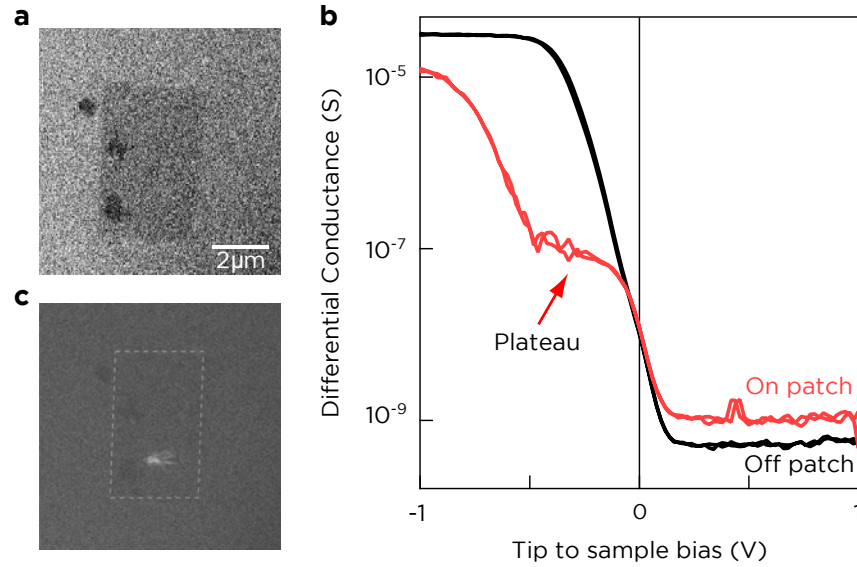 a
2μm
c
b
Differential Conductance (S)
10⁻⁵
10⁻⁷
10⁻⁹
Plateau
On patch
Off patch
-1
0
1
Tip to sample bias (V)